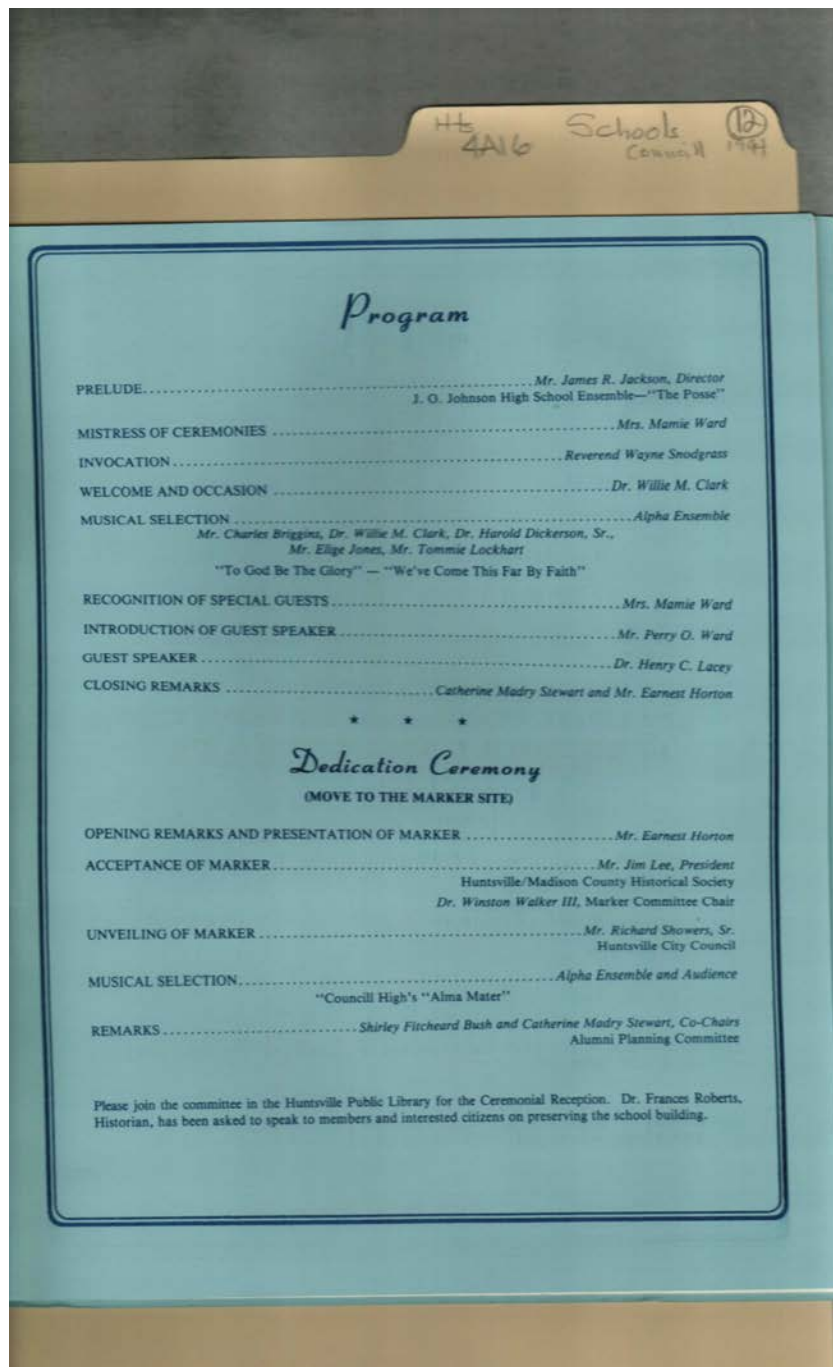 Hts Schools (12)
4A16 Councill 1991
Program
PRELUDE..........Mr. James R. Jackson, Director
J. O. Johnson High School Ensemble—"The Posse"
MISTRESS OF CEREMONIES..........Mrs. Mamie Ward
INVOCATION..........Reverend Wayne Snodgrass
WELCOME AND OCCASION..........Dr. Willie M. Clark
MUSICAL SELECTION..........Alpha Ensemble
Mr. Charles Briggins, Dr. Willie M. Clark, Dr. Harold Dickerson, Sr.,
Mr. Elige Jones, Mr. Tommie Lockhart
"To God Be The Glory" — "We've Come This Far By Faith"
RECOGNITION OF SPECIAL GUESTS..........Mrs. Mamie Ward
INTRODUCTION OF GUEST SPEAKER..........Mr. Perry O. Ward
GUEST SPEAKER..........Dr. Henry C. Lacey
CLOSING REMARKS..........Catherine Madry Stewart and Mr. Earnest Horton
★ ★ ★
Dedication Ceremony
(MOVE TO THE MARKER SITE)
OPENING REMARKS AND PRESENTATION OF MARKER..........Mr. Earnest Horton
ACCEPTANCE OF MARKER..........Mr. Jim Lee, President
Huntsville/Madison County Historical Society
Dr. Winston Walker III, Marker Committee Chair
UNVEILING OF MARKER..........Mr. Richard Showers, Sr.
Huntsville City Council
MUSICAL SELECTION..........Alpha Ensemble and Audience
"Councill High's "Alma Mater"
REMARKS..........Shirley Fitcheard Bush and Catherine Madry Stewart, Co-Chairs
Alumni Planning Committee
Please join the committee in the Huntsville Public Library for the Ceremonial Reception. Dr. Frances Roberts,
Historian, has been asked to speak to members and interested citizens on preserving the school building.